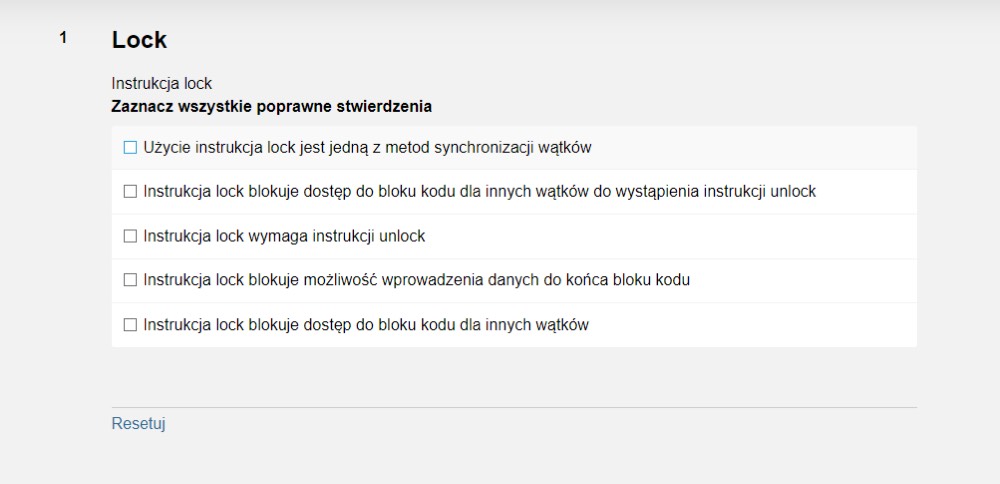 1 Lock
Instrukcja lock
Zaznacz wszystkie poprawne stwierdzenia
Użycie instrukcja lock jest jedną z metod synchronizacji wątków
Instrukcja lock blokuje dostęp do bloku kodu dla innych wątków do wystąpienia instrukcji unlock
Instrukcja lock wymaga instrukcji unlock
Instrukcja lock blokuje możliwość wprowadzenia danych do końca bloku kodu
Instrukcja lock blokuje dostęp do bloku kodu dla innych wątków
Resetuj